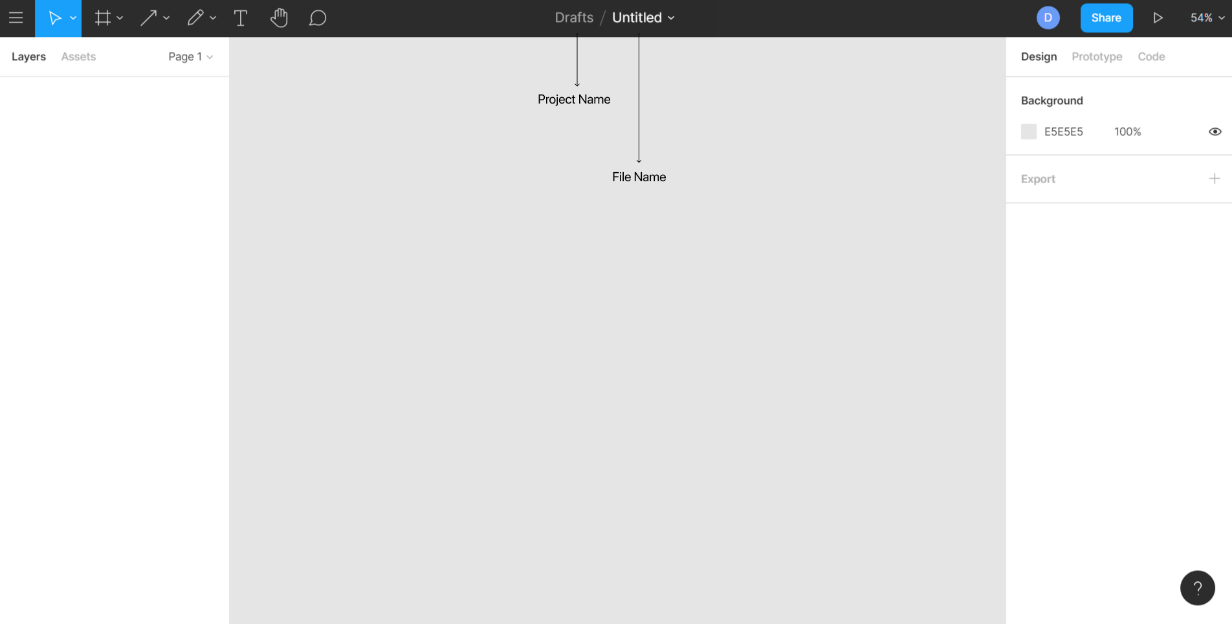 Drafts / Untitled
D
Share
54%
Layers Assets Page 1
Design Prototype Code
Project Name
File Name
Background
E5E5E5 100%
Export
?